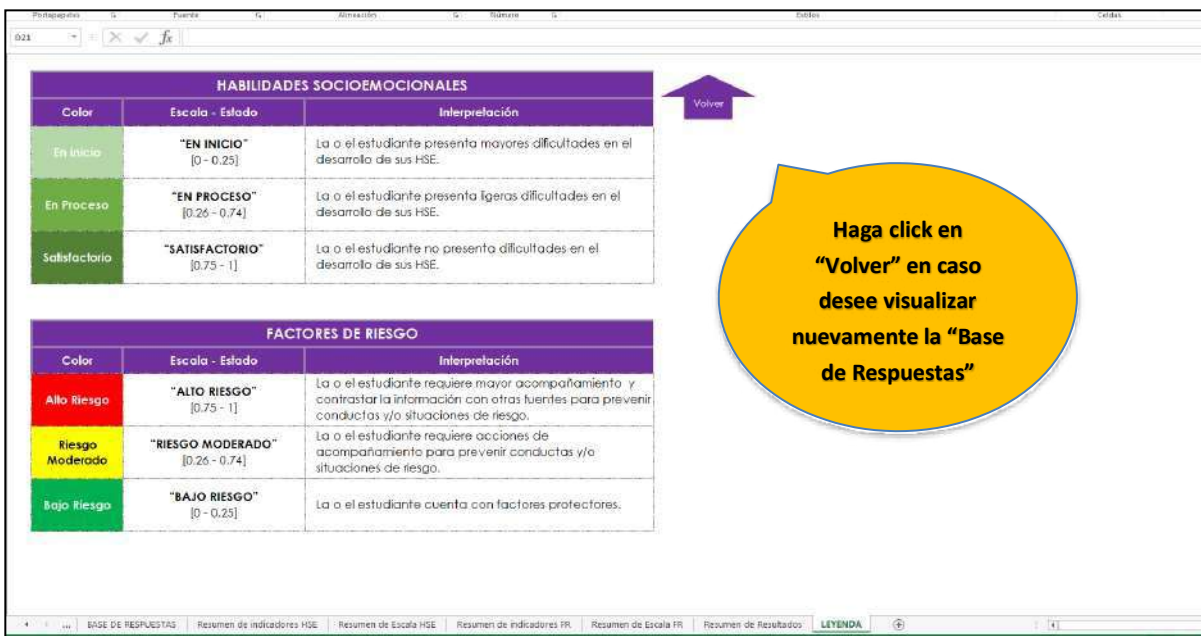 Portapapeles
Fuente
Alineación
Número
Estilos
Celdas
D21
fx
HABILIDADES SOCIOEMOCIONALES
Color Escala - Estado Interpretación
En inicio
"EN INICIO"
[0 - 0.25]
La o el estudiante presenta mayores dificultades en el
desarrollo de sus HSE.
En Proceso
"EN PROCESO"
[0.26 - 0.74]
La o el estudiante presenta ligeras dificultades en el
desarrollo de sus HSE.
Satisfactorio
"SATISFACTORIO"
[0.75 - 1]
La o el estudiante no presenta dificultades en el
desarrollo de sus HSE.
Volver
Haga click en
“Volver” en caso
desee visualizar
nuevamente la “Base
de Respuestas”
FACTORES DE RIESGO
Color Escala - Estado Interpretación
Alto Riesgo
"ALTO RIESGO"
[0.75 - 1]
La o el estudiante requiere mayor acompañamiento y
contrastar la información con otras fuentes para prevenir
conductas y/o situaciones de riesgo.
Riesgo
Moderado
"RIESGO MODERADO"
[0.26 - 0.74]
La o el estudiante requiere acciones de
acompañamiento para prevenir conductas y/o
situaciones de riesgo.
Bajo Riesgo
"BAJO RIESGO"
[0 - 0.25]
La o el estudiante cuenta con factores protectores.
... BASE DE RESPUESTAS Resumen de indicadores HSE Resumen de Escala HSE Resumen de indicadores FR Resumen de Escala FR Resumen de Resultados LEYENDA